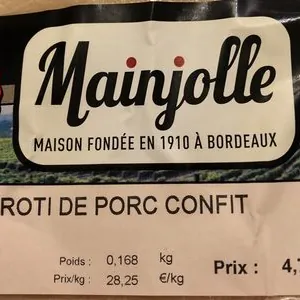 Mainjolle
MAISON FONDÉE EN 1910 À BORDEAUX
ROTI DE PORC CONFIT
Poids : 0,168 kg
Prix/kg : 28,25 €/kg
Prix : 4,